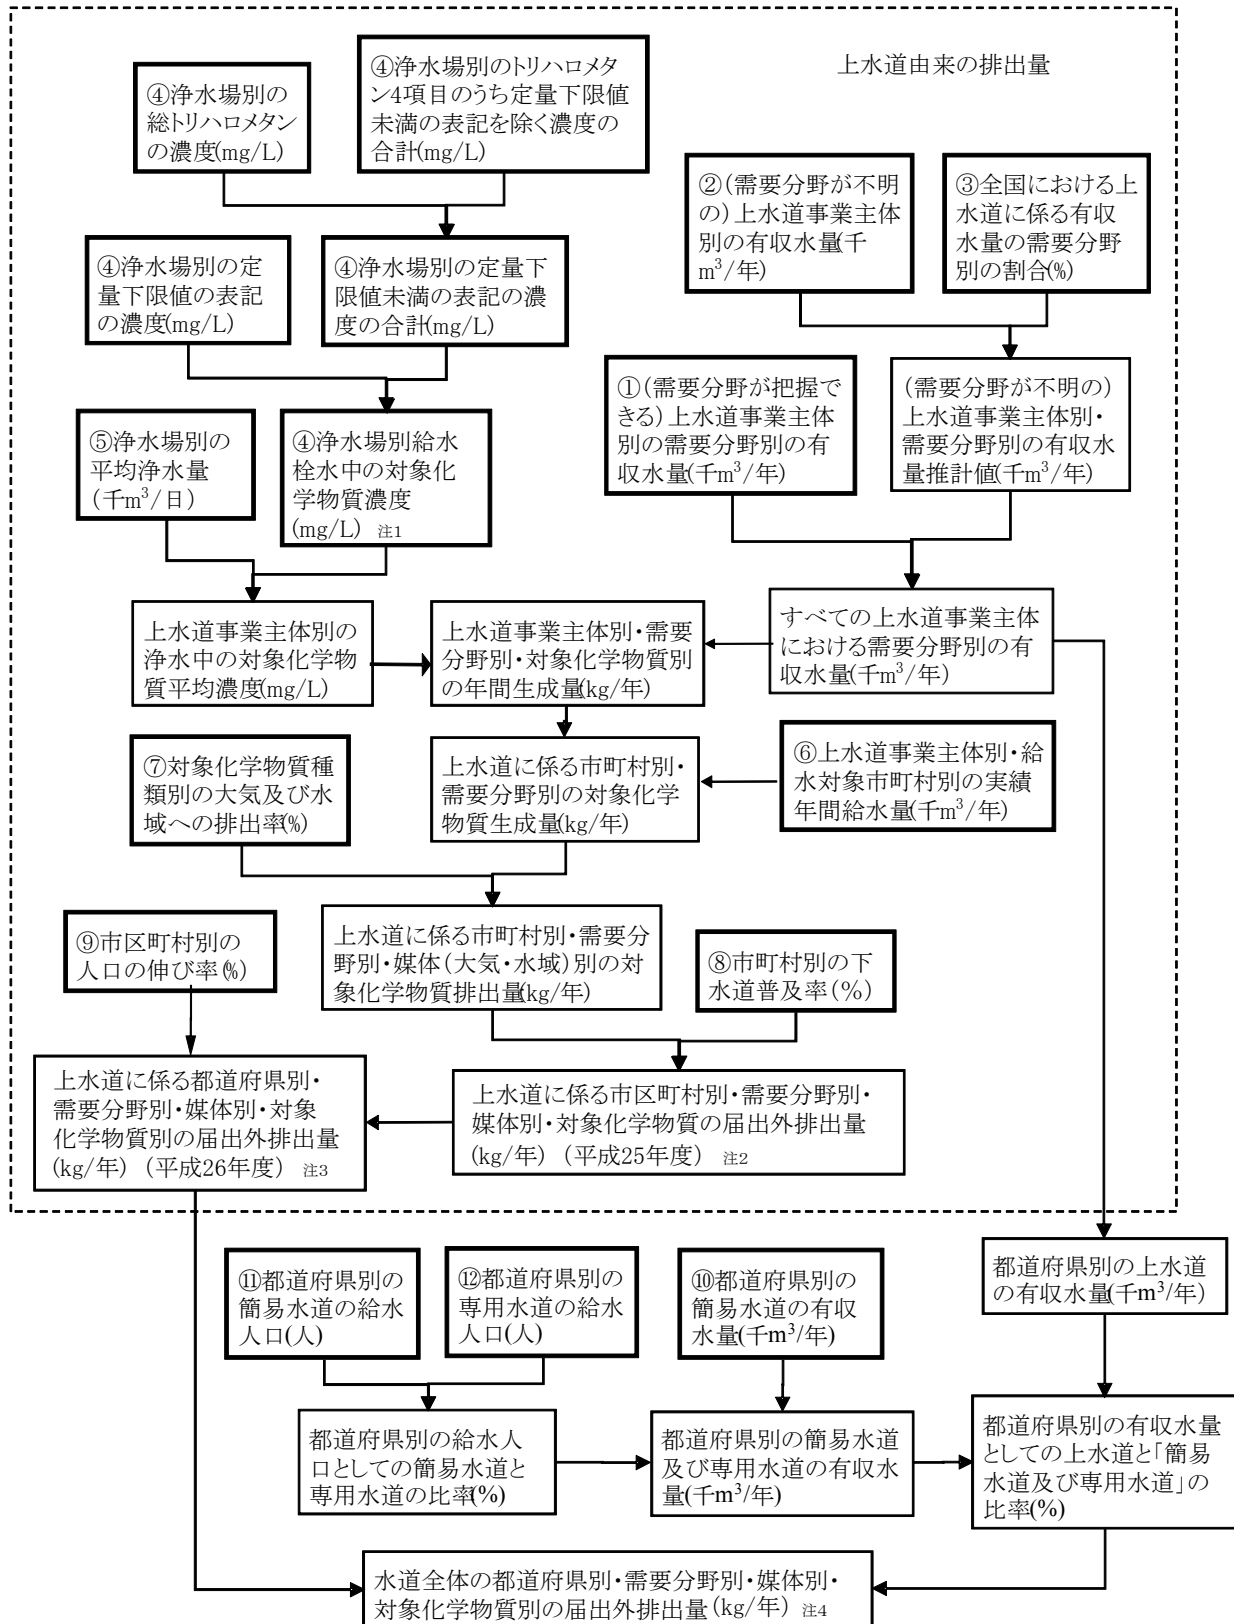 上水道由来の排出量
④浄水場別の
総トリハロメタン
の濃度(mg/L)
④浄水場別のトリハロメタ
ン4項目のうち定量下限値
未満の表記を除く濃度の
合計(mg/L)
②(需要分野が不明
の)上水道事業主体
別の有収水量(千
m³/年)
③全国における上
水道に係る有収
水量の需要分野
別の割合(%)
④浄水場別の定
量下限値の表記
の濃度(mg/L)
④浄水場別の定量下
限値未満の表記の濃
度の合計(mg/L)
①(需要分野が把握で
きる)上水道事業主体
別の需要分野別の有
収水量(千m³/年)
(需要分野が不明の)
上水道事業主体別・
需要分野別の有収水
量推計値(千m³/年)
⑤浄水場別の
平均浄水量
(千m³/日)
④浄水場別給水
栓水中の対象化
学物質濃度
(mg/L) 注1
上水道事業主体別の
浄水中の対象化学物
質平均濃度(mg/L)
上水道事業主体別・需要
分野別・対象化学物質別
の年間生成量(kg/年)
すべての上水道事業主体
における需要分野別の有
収水量(千m³/年)
⑦対象化学物質種
類別の大気及び水
域への排出率(%)
上水道に係る市町村別・
需要分野別の対象化学
物質生成量(kg/年)
⑥上水道事業主体別・給
水対象市町村別の実績
年間給水量(千m³/年)
⑨市区町村別の
人口の伸び率(%)
上水道に係る市町村別・需要分
野別・媒体(大気・水域)別の対
象化学物質排出量(kg/年)
⑧市町村別の下
水道普及率(%)
上水道に係る都道府県別・
需要分野別・媒体別・対象
化学物質別の届出外排出量
(kg/年)(平成26年度) 注3
上水道に係る市区町村別・需要分野別・
媒体別・対象化学物質の届出外排出量
(kg/年)(平成25年度) 注2
⑪都道府県別の
簡易水道の給水
人口(人)
⑫都道府県別の
専用水道の給水
人口(人)
⑩都道府県別の
簡易水道の有収
水量(千m³/年)
都道府県別の上水道
の有収水量(千m³/年)
都道府県別の給水人
口としての簡易水道と
専用水道の比率(%)
都道府県別の簡易水道
及び専用水道の有収水
量(千m³/年)
都道府県別の有収水量
としての上水道と「簡易
水道及び専用水道」の
比率(%)
水道全体の都道府県別・需要分野別・媒体別・
対象化学物質別の届出外排出量(kg/年) 注4